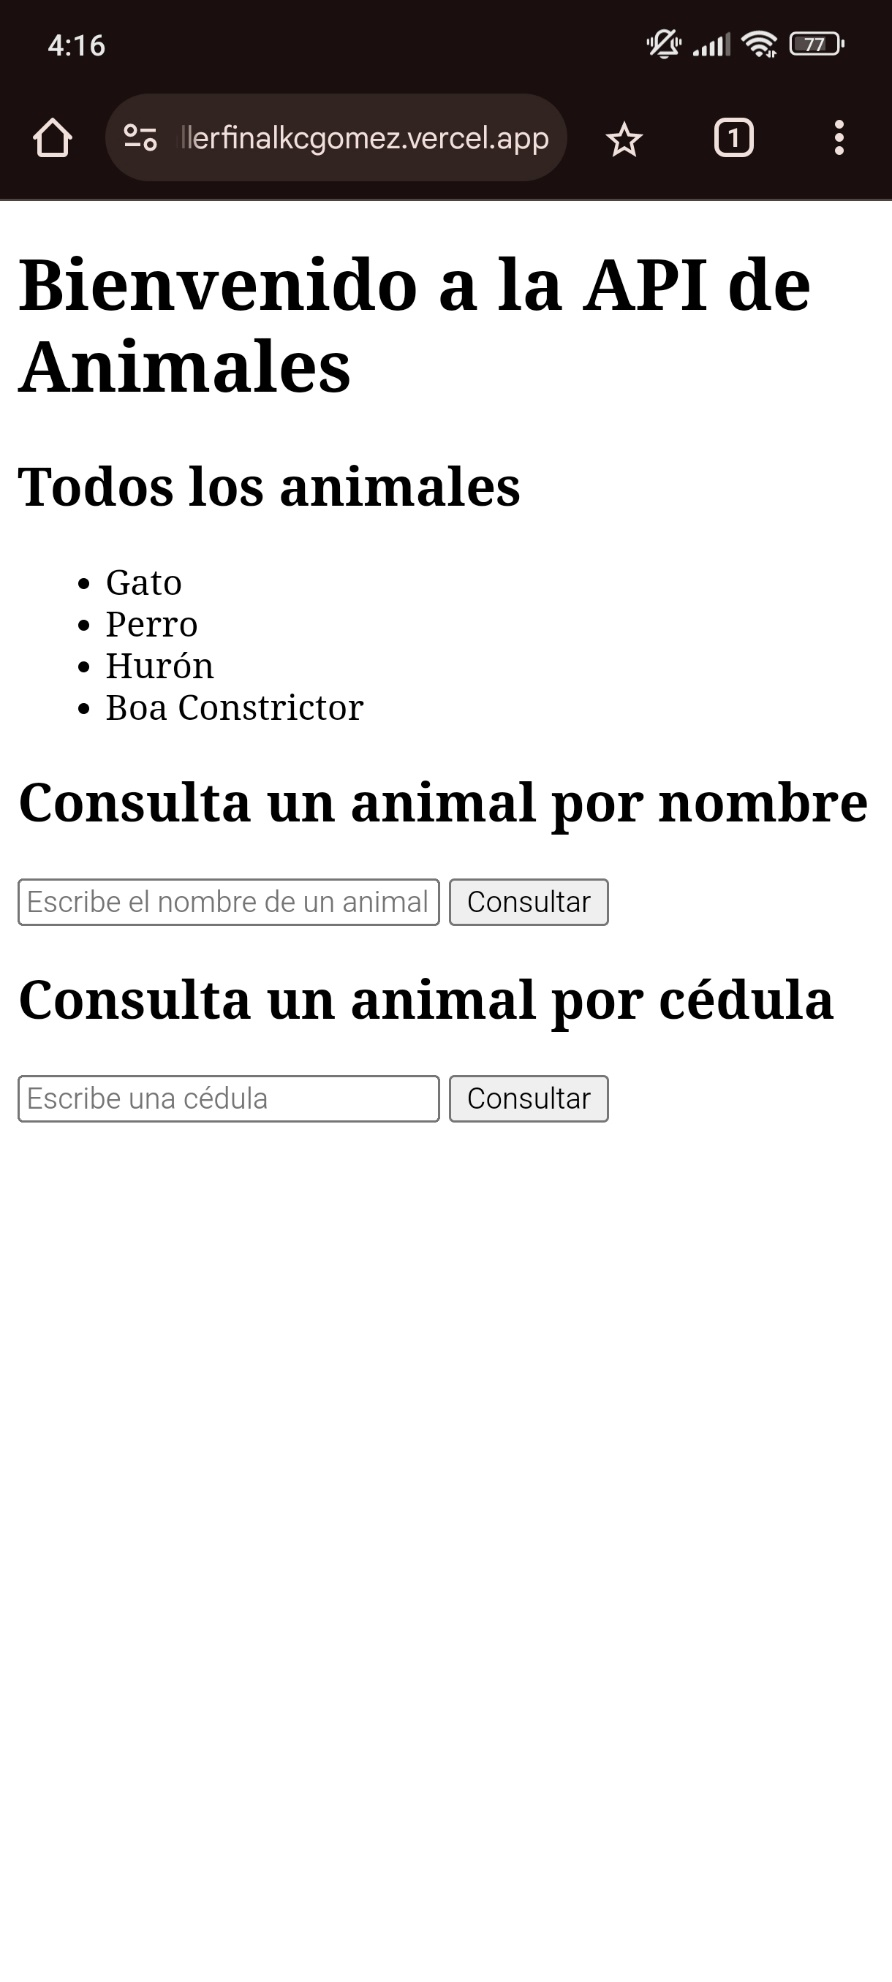 4:16
77
llerfinalkcgomez.vercel.app
1
Bienvenido a la API de
Animales
Todos los animales
Gato
Perro
Hurón
Boa Constrictor
Consulta un animal por nombre
Escribe el nombre de un animal
Consultar
Consulta un animal por cédula
Escribe una cédula
Consultar